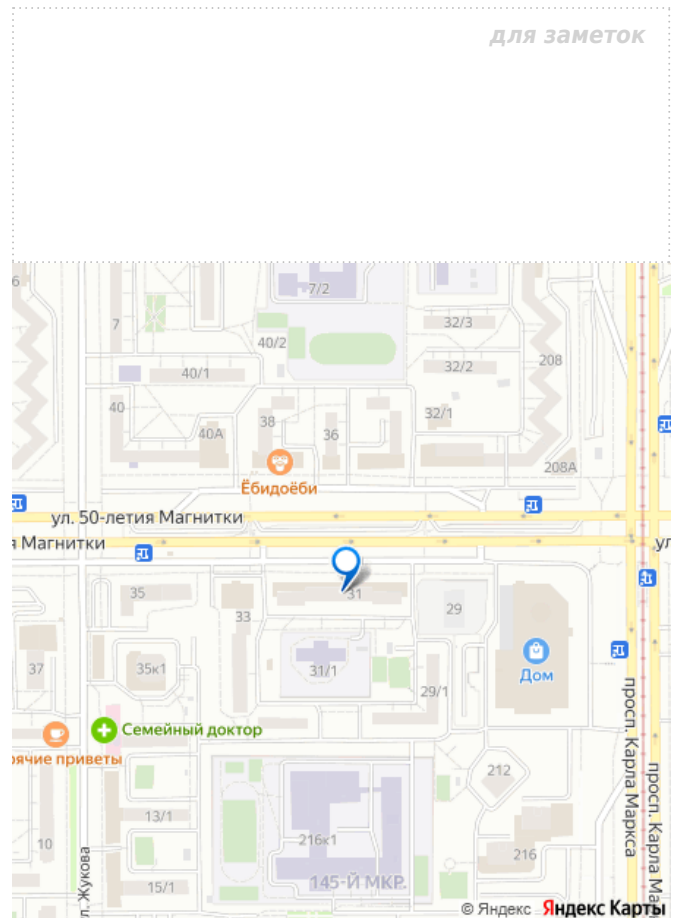 для заметок
6
7/2
7
40/2
32/3
32/2
208
40/1
40
38
36
32/1
40А
208А
Ёбидоёби
ул. 50-летия Магнитки
я Магнитки
ул
35
33
31
29
37
35к1
31/1
29/1
Дом
Семейный доктор
рячие приветы
просп. Карла Маркса
просп. Карла Ма
212
13/1
10
216к1
216
л. Жукова
15/1
145-Й МКР.
© Яндекс Яндекс Карты